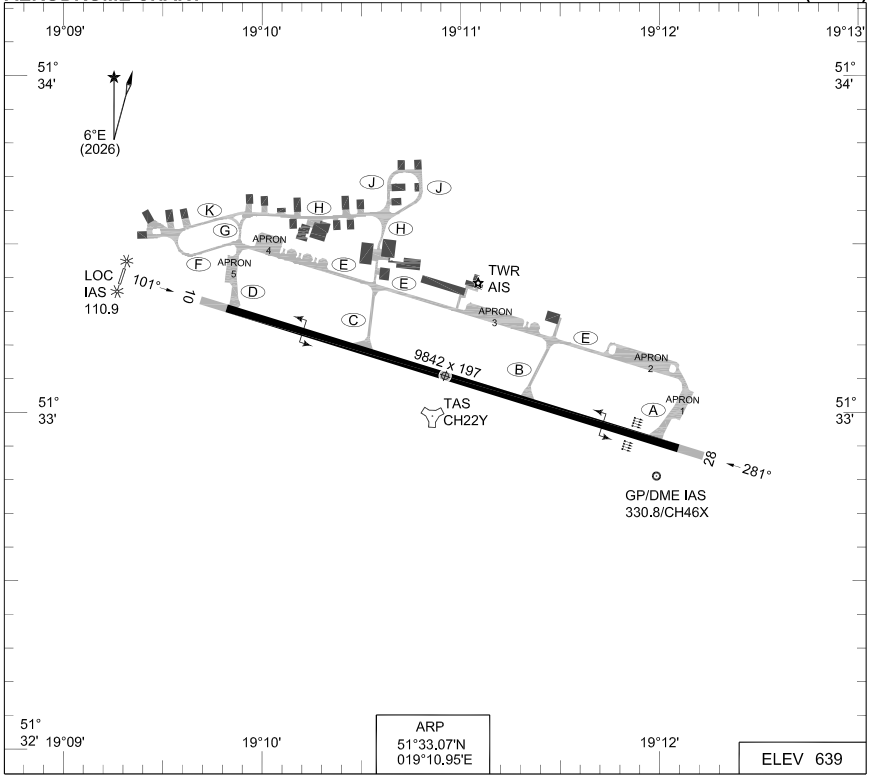 19°09' 19°10' 19°11' 19°12' 19°13'
51°
34'
51°
34'
6°E
(2026)
J
J
K
H
G
H
APRON
4
F
E
APRON
5
E
TWR
AIS
LOC
IAS
110.9
101°
10
D
C
APRON
3
E
B
APRON
2
9842 x 197
51°
33'
TAS
CH22Y
A
APRON
1
51°
33'
28
281°
GP/DME IAS
330.8/CH46X
51°
32'
19°09' 19°10' 19°12'
ARP
51°33.07'N
019°10.95'E
ELEV 639